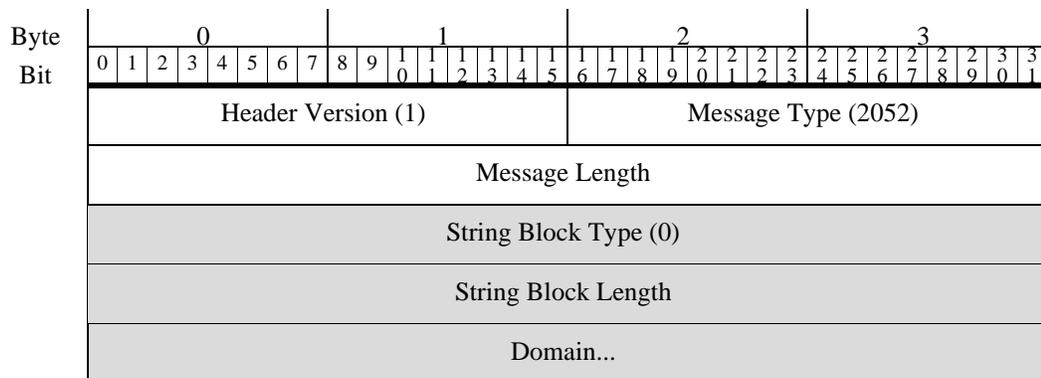 Byte 0 1 2 3
Bit 0 1 2 3 4 5 6 7 8 9 10 11 12 13 14 15 16 17 18 19 20 21 22 23 24 25 26 27 28 29 30 31
Header Version (1) Message Type (2052)
Message Length
String Block Type (0)
String Block Length
Domain...